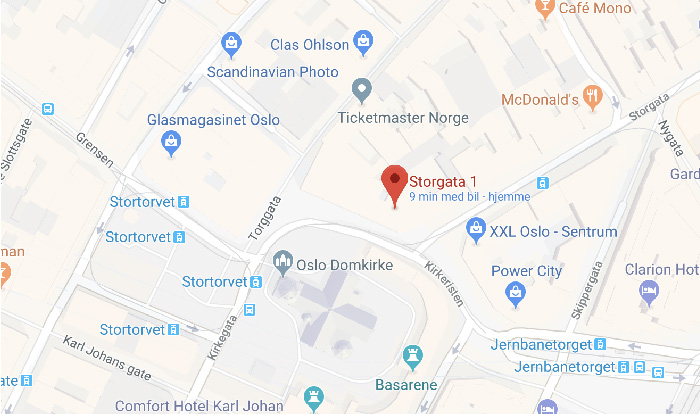 Café Mono
Clas Ohlson
Scandinavian Photo
McDonald's
Storgata
Ticketmaster Norge
Glasmagasinet Oslo
Nygata
Slottsgate
Grensen
Gard
Storgata 1
9 min med bil - hjemme
Stortorvet
Torggata
Stortorvet
XXL Oslo - Sentrum
man
Oslo Domkirke
Kirkeristen
Power City
Skippergata
Clarion Hot
Stortorvet
Stortorvet
Kirkegata
Karl Johans gate
Jernbanetorget
Jernbanetorget
Basarene
Comfort Hotel Karl Johan